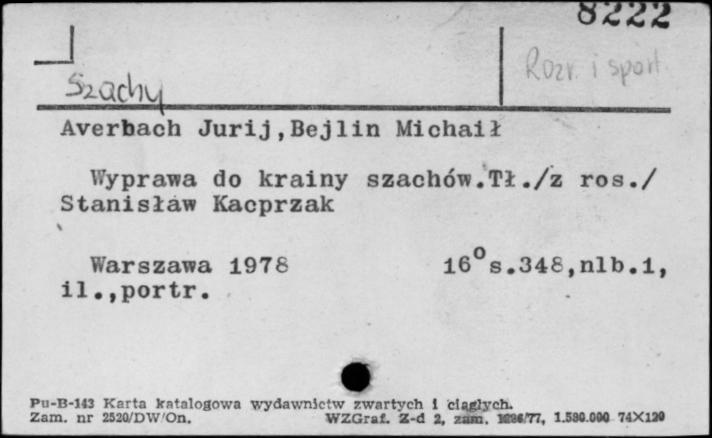 8222
Rozr. i sport.
Szachy
Averbach Jurij,Bejlin Michaił
Wyprawa do krainy szachów.Tł./z ros./
Stanisław Kacprzak
Warszawa 1978 16° s.348,nlb.1,
il.,portr.
Pu-B-143 Karta katalogowa wydawnictw zwartych i ciągłych.
Zam. nr 2520/DW/On. WZGraf. Z-d 2, zam. 1.580.000 74X120